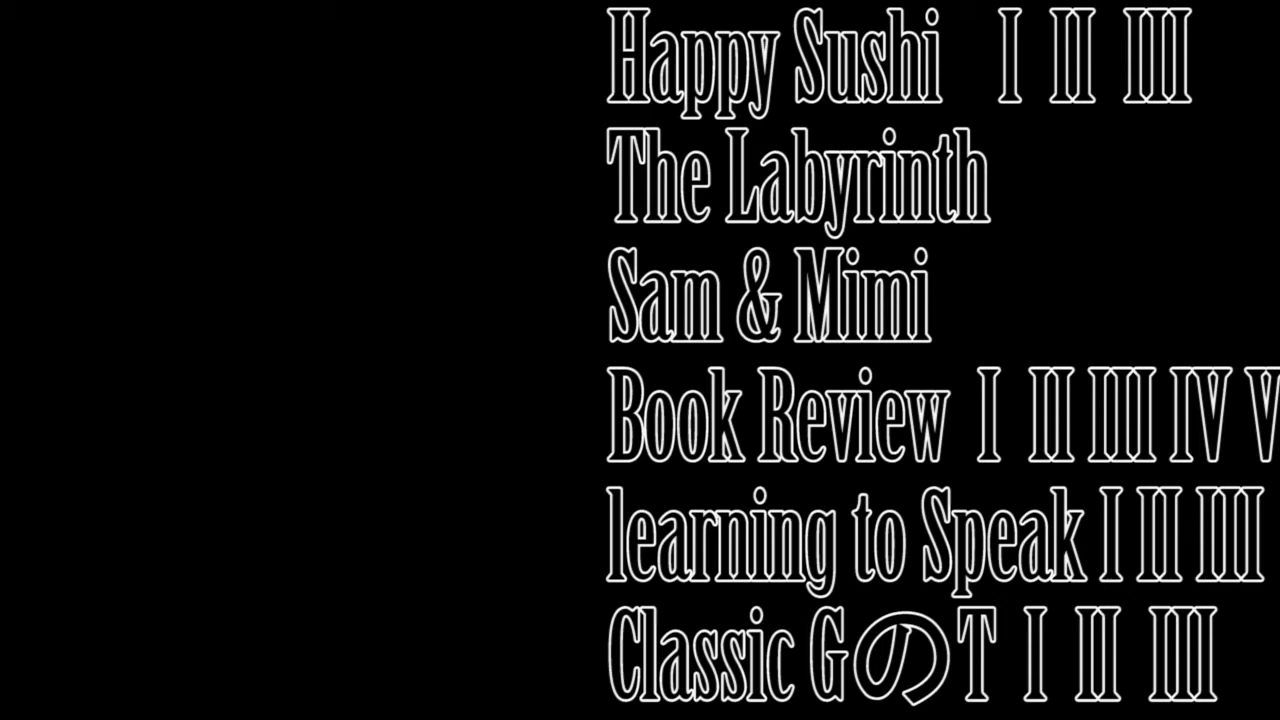 Happy Sushi I II III
The Labyrinth
Sam & Mimi
Book Review I II III IV V
learning to Speak I II III
Classic GのT I II III